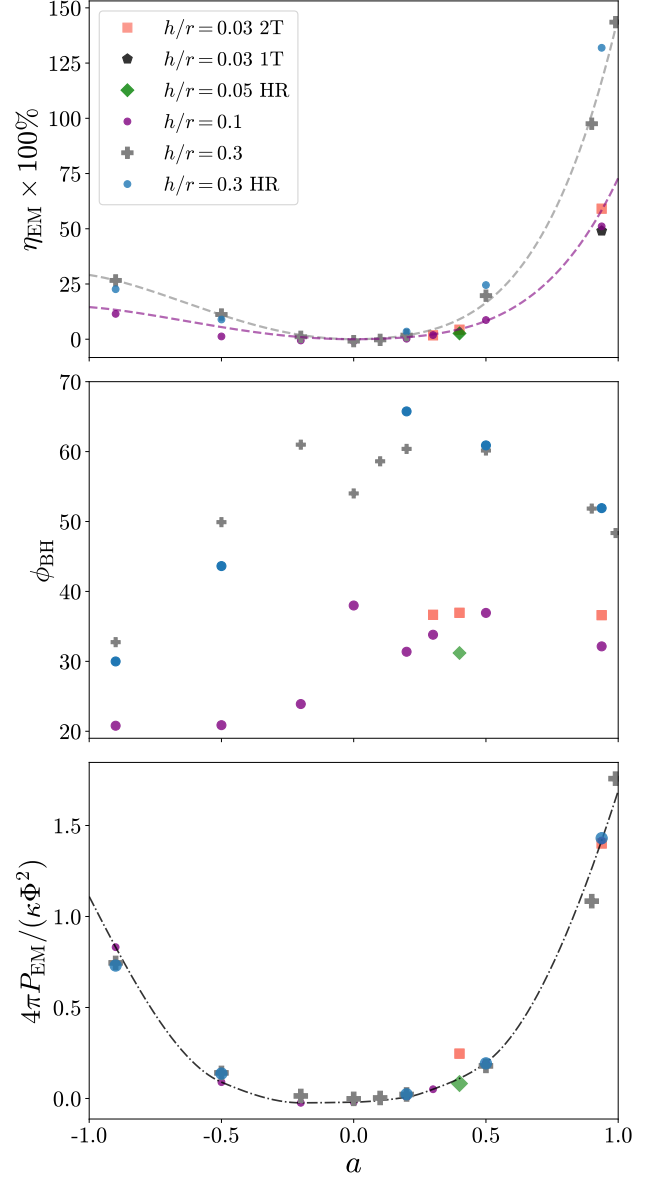 η_EM × 100%
150
125
100
75
50
25
0
h/r = 0.03 2T
h/r = 0.03 1T
h/r = 0.05 HR
h/r = 0.1
h/r = 0.3
h/r = 0.3 HR
ϕ_BH
70
60
50
40
30
20
4πP_EM/(κΦ²)
1.5
1.0
0.5
0.0
-1.0 -0.5 0.0 0.5 1.0
a